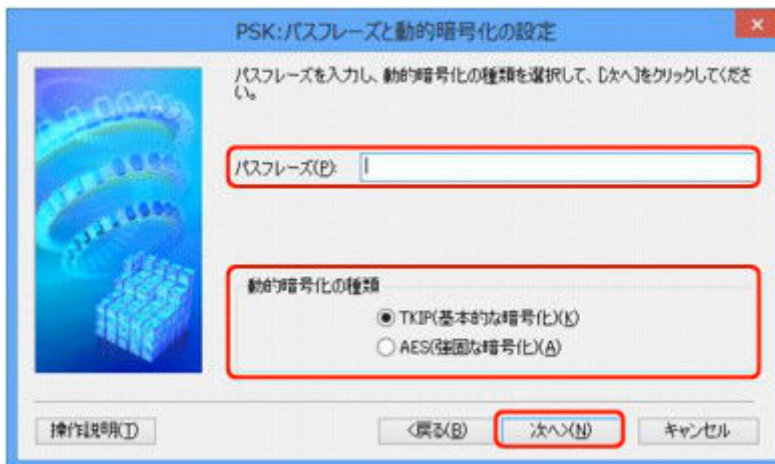 PSK:パスフレーズと動的暗号化の設定
パスフレーズを入力し、動的暗号化の種類を選択して、[次へ]をクリックしてくださ
い。
パスフレーズ(P):
動的暗号化の種類
TKIP(基本的な暗号化)(K)
AES(強固な暗号化)(A)
操作説明(T)
<戻る(B)
次へ>(N)
キャンセル